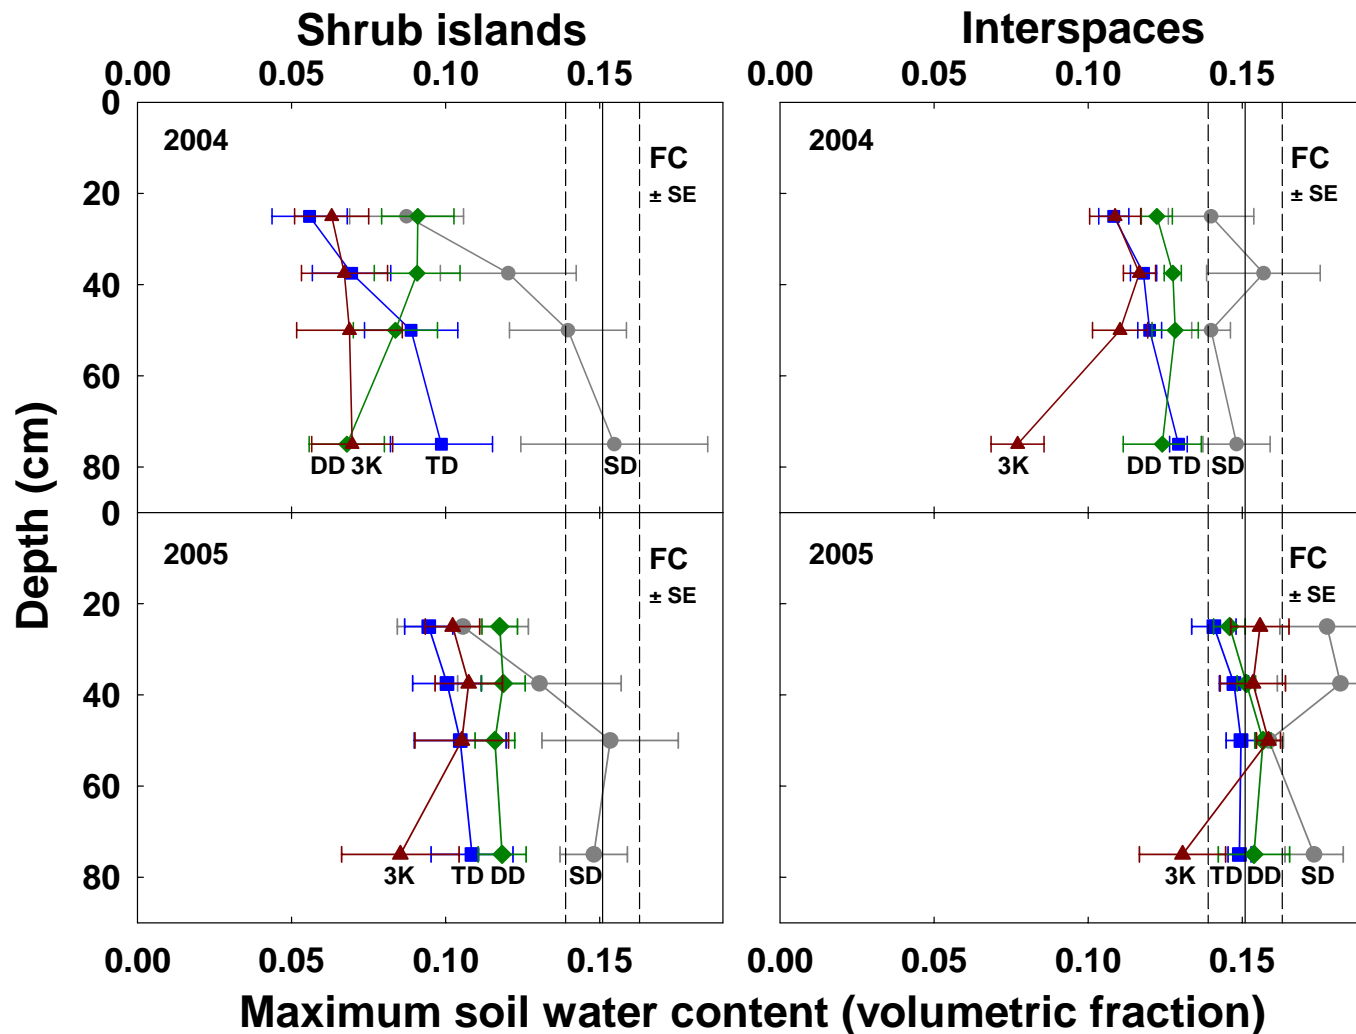 Shrub islands Interspaces
0.00 0.05 0.10 0.15 0.00 0.10 0.15
0
2004 FC 2004 FC
20 ± SE ± SE
40
60
80 DD 3K TD SD 3K DD TD SD
0
2005 FC 2005 FC
20 ± SE ± SE
40
60
80 3K TD DD SD 3K TD DD SD
Depth (cm)
0.00 0.05 0.10 0.15 0.00 0.05 0.10 0.15
Maximum soil water content (volumetric fraction)